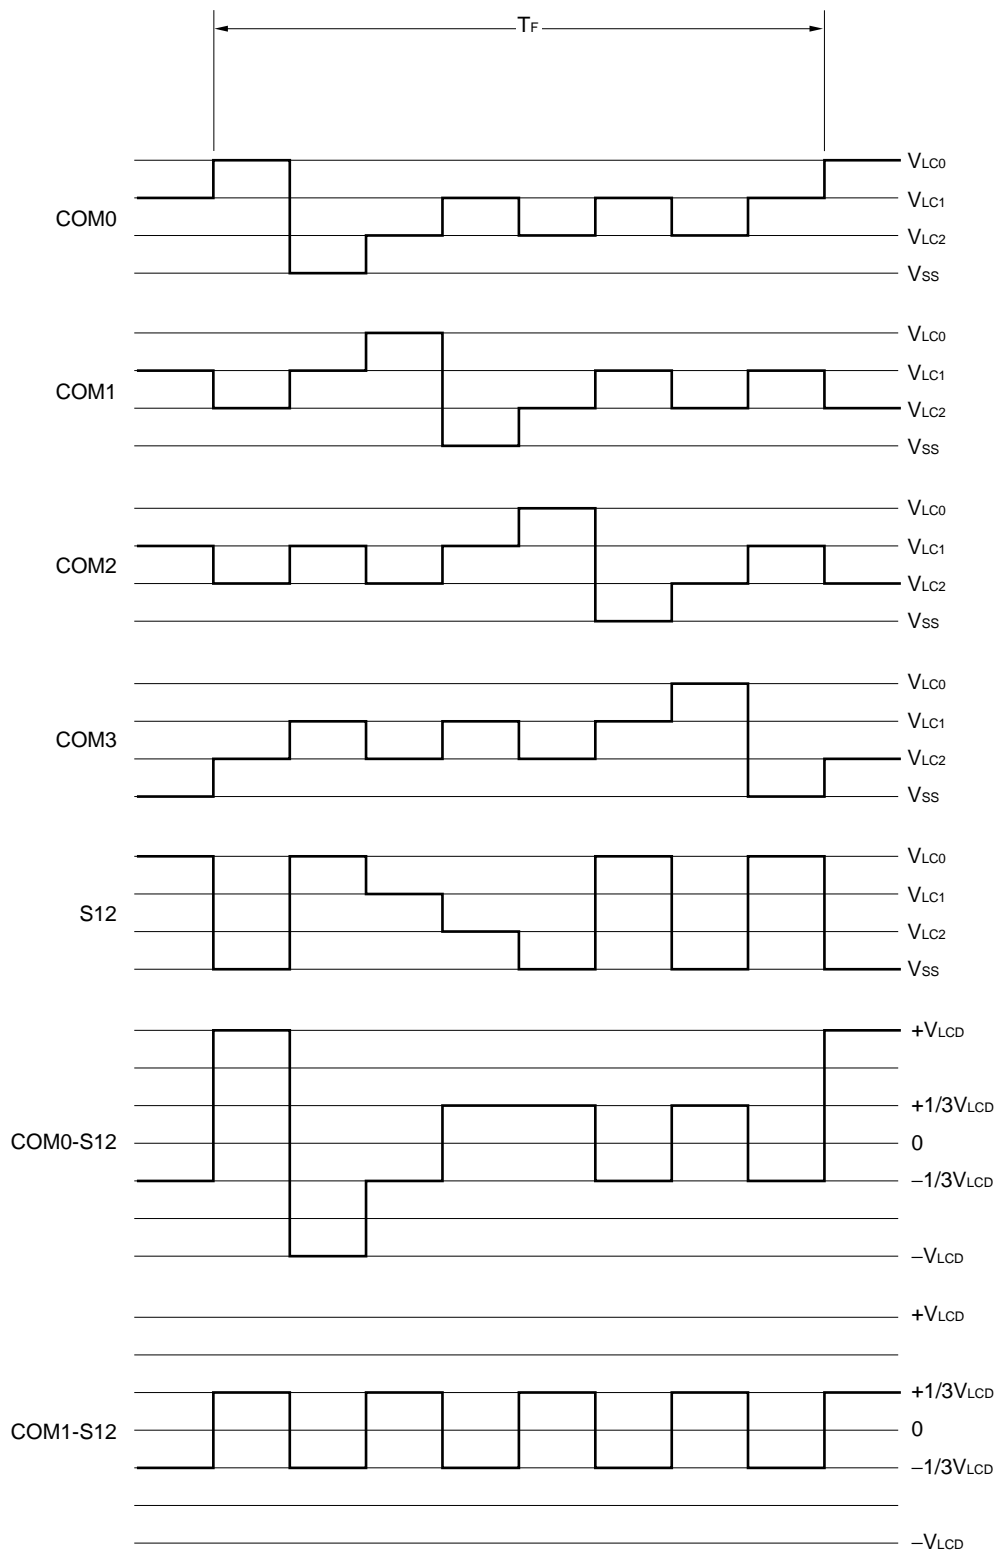 TF
VLC0
VLC1
COM0
VLC2
VSS
VLC0
VLC1
COM1
VLC2
VSS
VLC0
VLC1
COM2
VLC2
VSS
VLC0
VLC1
COM3
VLC2
VSS
VLC0
VLC1
S12
VLC2
VSS
+VLCD
+1/3VLCD
COM0-S12
0
−1/3VLCD
−VLCD
+VLCD
+1/3VLCD
COM1-S12
0
−1/3VLCD
−VLCD